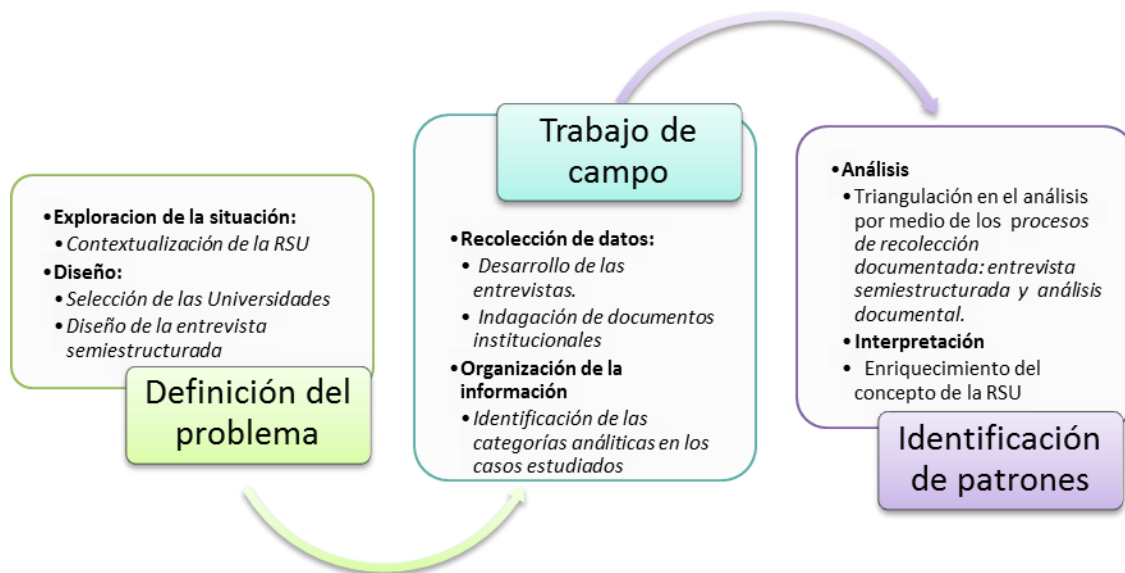 •Exploracion de la situación:
•Contextualización de la RSU
•Diseño:
•Selección de las Universidades
•Diseño de la entrevista
semiestructurada
Definición del
problema
Trabajo de
campo
•Recolección de datos:
• Desarrollo de las
entrevistas.
• Indagación de documentos
institucionales
•Organización de la
información
•Identificación de las
categorías análiticas en los
casos estudiados
•Análisis
•Triangulación en el análisis
por medio de los procesos
de recolección
documentada: entrevista
semiestructurada y análisis
documental.
•Interpretación
• Enriquecimiento del
concepto de la RSU
Identificación
de patrones